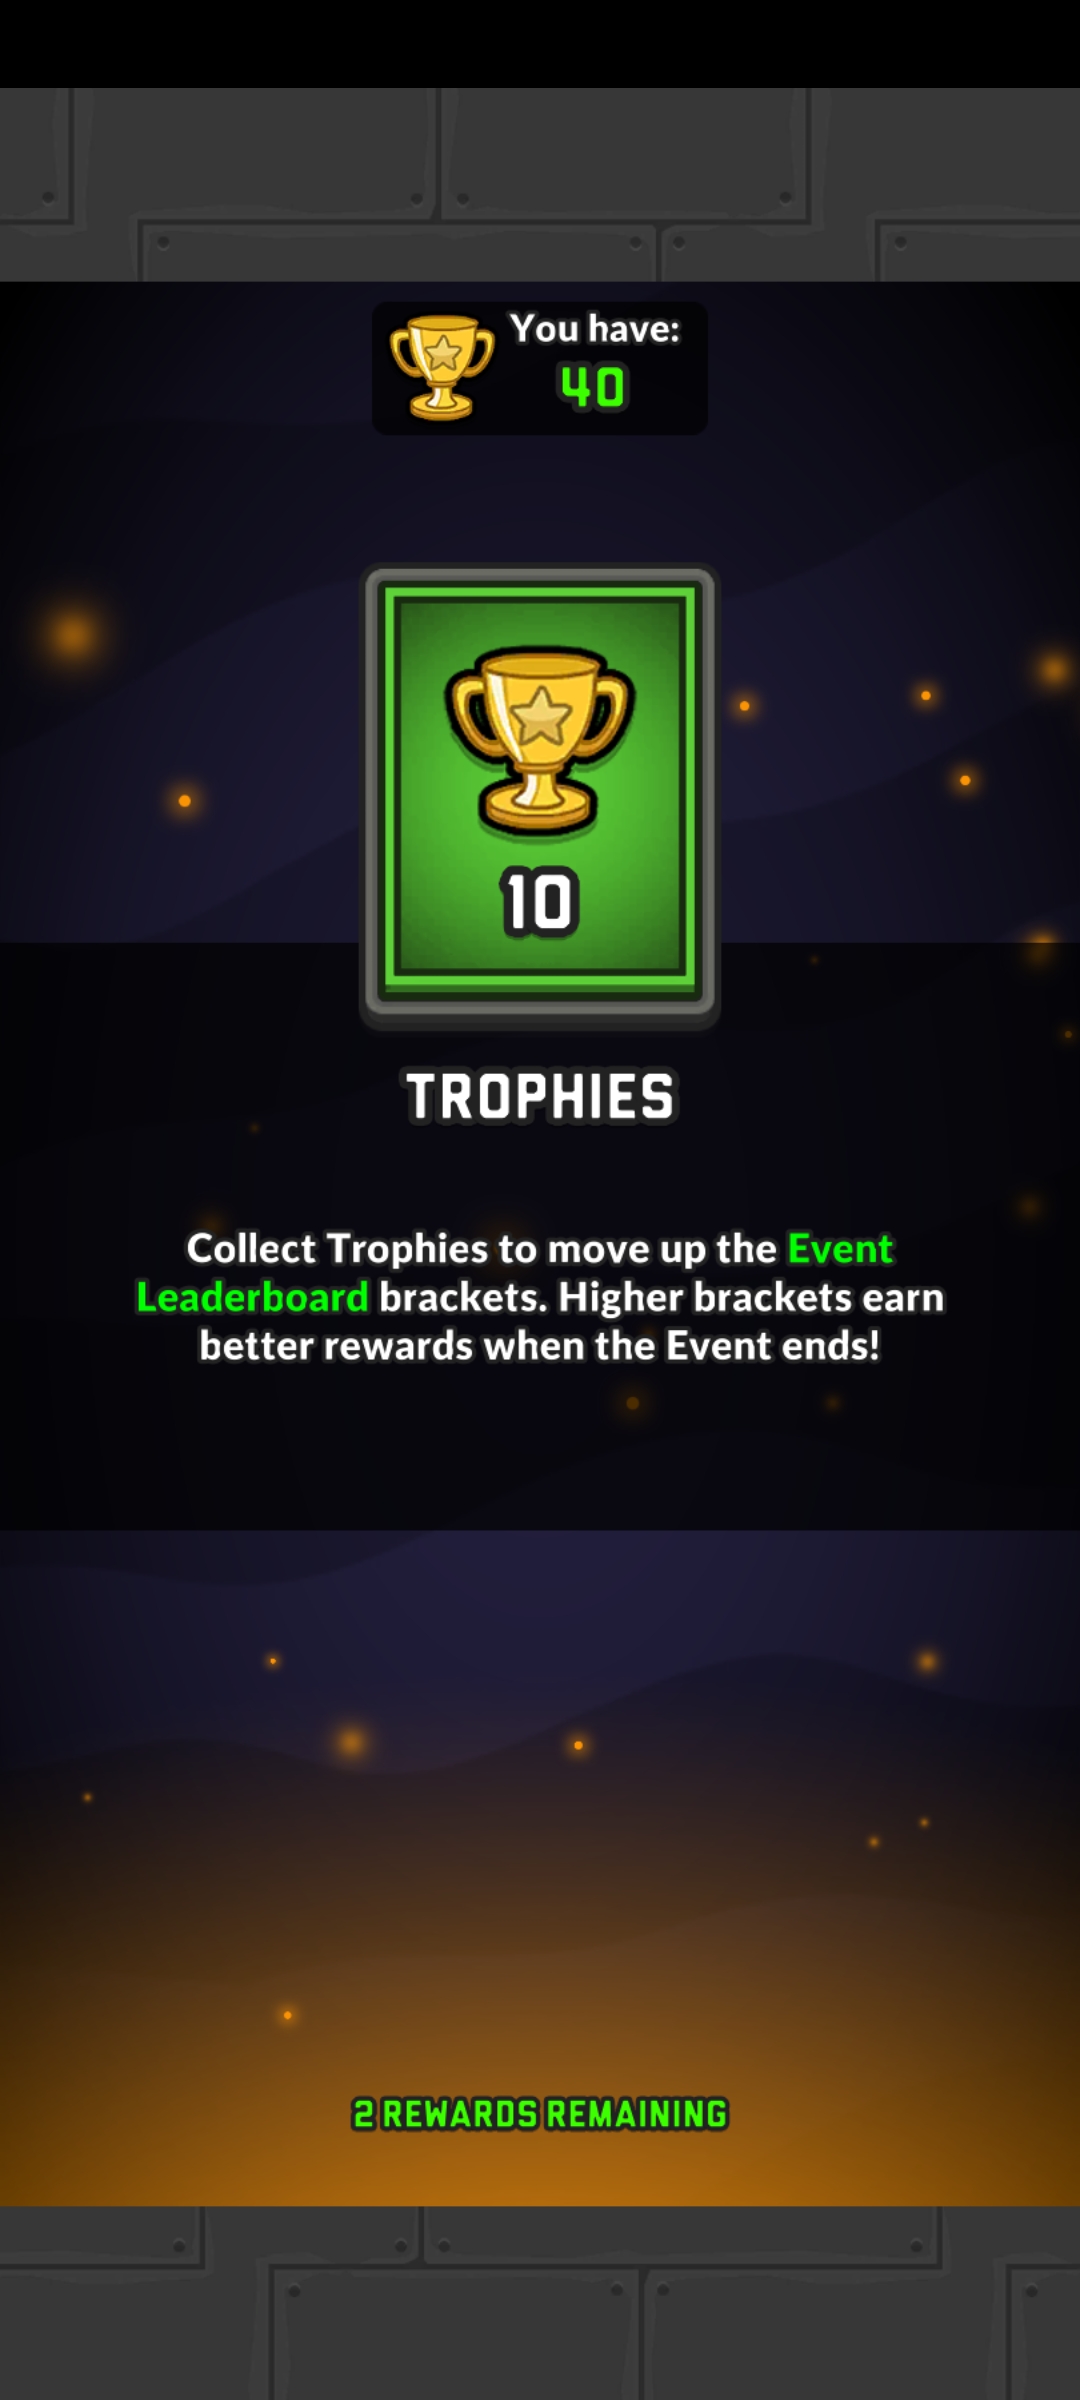 You have:
40
10
TROPHIES
Collect Trophies to move up the Event
Leaderboard brackets. Higher brackets earn
better rewards when the Event ends!
2 REWARDS REMAINING